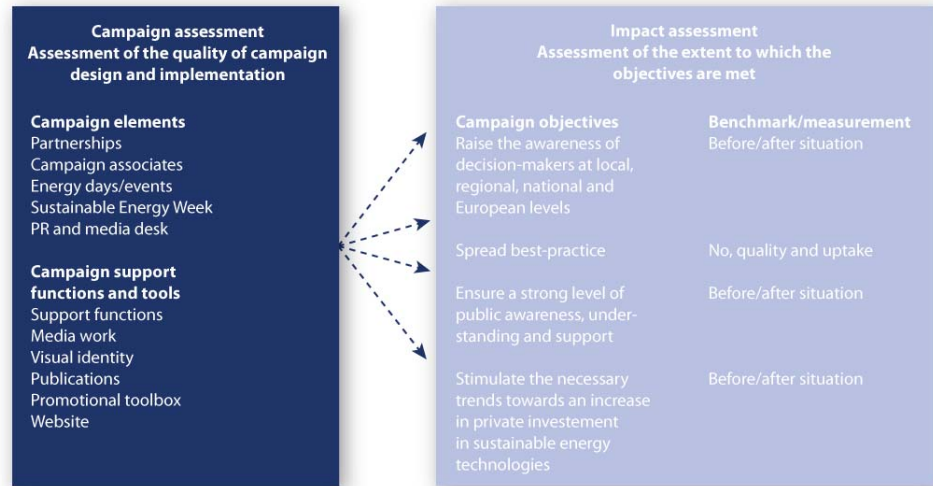 Campaign assessment
Assessment of the quality of campaign
design and implementation
Campaign elements
Partnerships
Campaign associates
Energy days/events
Sustainable Energy Week
PR and media desk
Campaign support
functions and tools
Support functions
Media work
Visual identity
Publications
Promotional toolbox
Website
Impact assessment
Assessment of the extent to which the
objectives are met
Campaign objectives
Benchmark/measurement
Raise the awareness of
Before/after situation
decision-makers at local,
regional, national and
European levels
Spread best-practice
No, quality and uptake
Ensure a strong level of
Before/after situation
public awareness, under-
standing and support
Stimulate the necessary
Before/after situation
trends towards an increase
in private investement
in sustainable energy
technologies